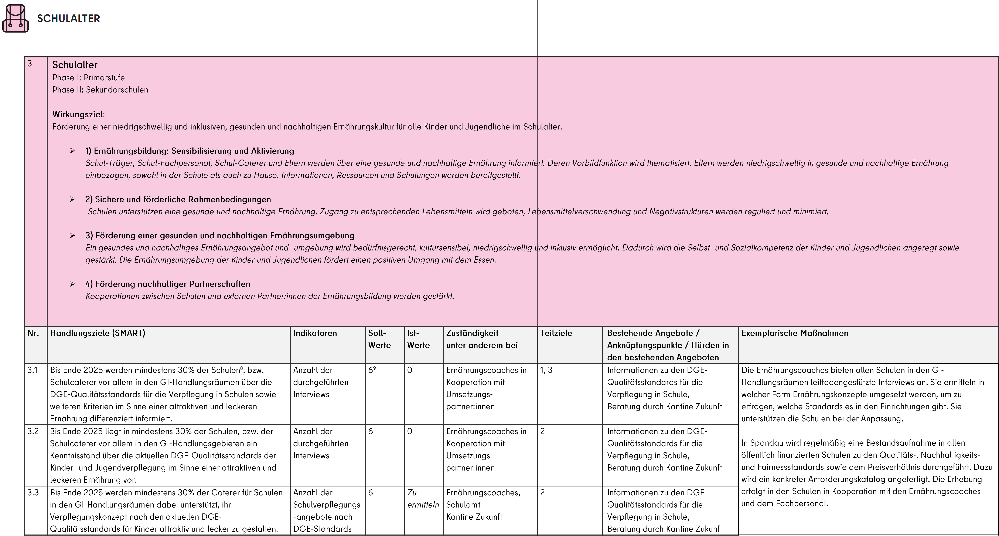 SCHULALTER
3
Schulalter
Phase I: Primarstufe
Phase II: Sekundarschulen
Wirkungsziel:
Förderung einer niedrigschwellig und inklusiven, gesunden und nachhaltigen Ernährungskultur für alle Kinder und Jugendliche im Schulalter.
➢ 1) Ernährungsbildung: Sensibilisierung und Aktivierung
Schul-Träger, Schul-Fachpersonal, Schul-Caterer und Eltern werden über eine gesunde und nachhaltige Ernährung informiert. Deren Vorbildfunktion wird thematisiert. Eltern werden niedrigschwellig in gesunde und nachhaltige Ernährung
einbezogen, sowohl in der Schule als auch zu Hause. Informationen, Ressourcen und Schulungen werden bereitgestellt.
➢ 2) Sichere und förderliche Rahmenbedingungen
Schulen unterstützen eine gesunde und nachhaltige Ernährung. Zugang zu entsprechenden Lebensmitteln wird geboten, Lebensmittelverschwendung und Negativstrukturen werden reguliert und minimiert.
➢ 3) Förderung einer gesunden und nachhaltigen Ernährungsumgebung
Ein gesundes und nachhaltiges Ernährungsangebot und -umgebung wird bedürfnisgerecht, kultursensibel, niedrigschwellig und inklusiv ermöglicht. Dadurch wird die Selbst- und Sozialkompetenz der Kinder und Jugendlichen angeregt sowie
gestärkt. Die Ernährungsumgebung der Kinder und Jugendlichen fördert einen positiven Umgang mit dem Essen.
➢ 4) Förderung nachhaltiger Partnerschaften
Kooperationen zwischen Schulen und externen Partner:innen der Ernährungsbildung werden gestärkt.
Nr.
Handlungsziele (SMART)
Indikatoren
Soll-
Werte
Ist-
Werte
Zuständigkeit
unter anderem bei
Teilziele
Bestehende Angebote /
Anknüpfungspunkte / Hürden in
den bestehenden Angeboten
Exemplarische Maßnahmen
3.1
Bis Ende 2025 werden mindestens 30% der Schulen⁸, bzw.
Schulcaterer vor allem in den GI-Handlungsräumen über die
DGE-Qualitätsstandards für die Verpflegung in Schulen sowie
weiteren Kriterien im Sinne einer attraktiven und leckeren
Ernährung differenziert informiert.
Anzahl der
durchgeführten
Interviews
6⁹
0
Ernährungscoaches in
Kooperation mit
Umsetzungs-
partner:innen
1, 3
Informationen zu den DGE-
Qualitätsstandards für die
Verpflegung in Schule,
Beratung durch Kantine Zukunft
Die Ernährungscoaches bieten allen Schulen in den GI-
Handlungsräumen leitfadengestützte Interviews an. Sie ermitteln in
welcher Form Ernährungskonzepte umgesetzt werden, um zu
erfragen, welche Standards es in den Einrichtungen gibt. Sie
unterstützen die Schulen bei der Anpassung.
In Spandau wird regelmäßig eine Bestandsaufnahme in allen
öffentlich finanzierten Schulen zu den Qualitäts-, Nachhaltigkeits-
und Fairnessstandards sowie dem Preisverhältnis durchgeführt. Dazu
wird ein konkreter Anforderungskatalog angefertigt. Die Erhebung
erfolgt in den Schulen in Kooperation mit den Ernährungscoaches
und dem Fachpersonal.
3.2
Bis Ende 2025 liegt in mindestens 30% der Schulen, bzw. der
Schulcaterer vor allem in den GI-Handlungsgebieten ein
Kenntnisstand über die aktuellen DGE-Qualitätsstandards der
Kinder- und Jugendverpflegung im Sinne einer attraktiven und
leckeren Ernährung vor.
Anzahl der
durchgeführten
Interviews
6
0
Ernährungscoaches in
Kooperation mit
Umsetzungs-
partner:innen
2
Informationen zu den DGE-
Qualitätsstandards für die
Verpflegung in Schule,
Beratung durch Kantine Zukunft
3.3
Bis Ende 2025 werden mindestens 30% der Caterer für Schulen
in den GI-Handlungsräumen dabei unterstützt, ihr
Verpflegungskonzept nach den aktuellen DGE-
Qualitätsstandards für Kinder attraktiv und lecker zu gestalten.
Anzahl der
Schulverpflegungs
-angebote nach
DGE-Standards
6
Zu
ermitteln
Ernährungscoaches,
Schulamt
Kantine Zukunft
2
Informationen zu den DGE-
Qualitätsstandards für die
Verpflegung in Schule,
Beratung durch Kantine Zukunft